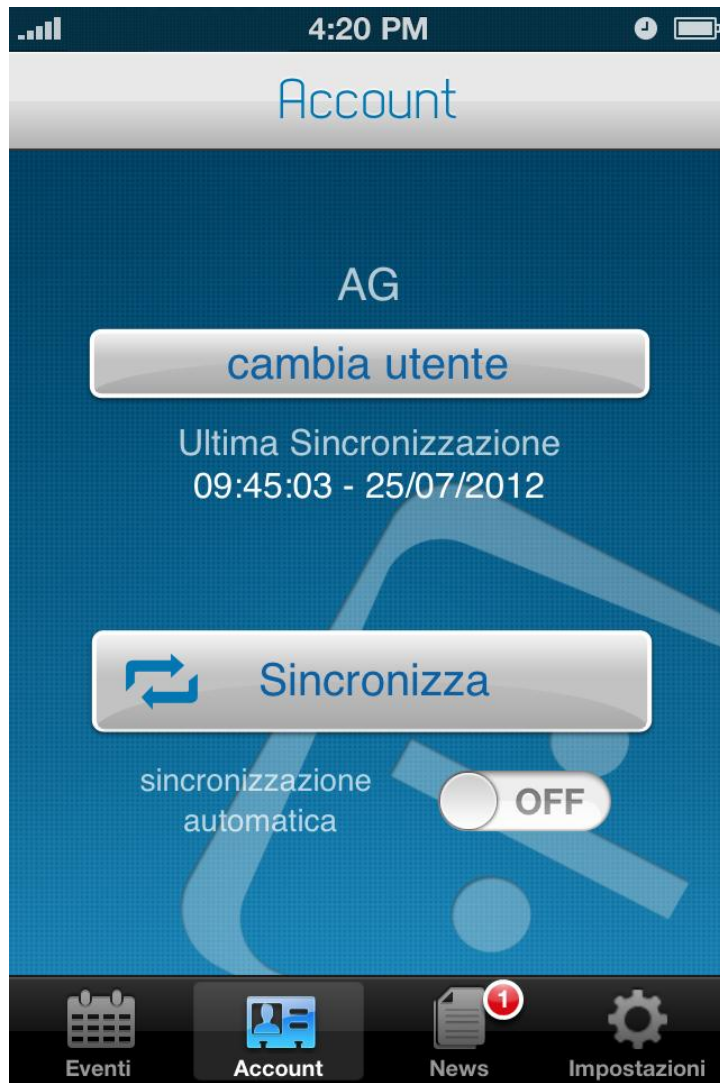 4:20 PM
Account
AG
cambia utente
Ultima Sincronizzazione
09:45:03 - 25/07/2012
Sincronizza
sincronizzazione
automatica
OFF
1
Eventi Account News Impostazioni